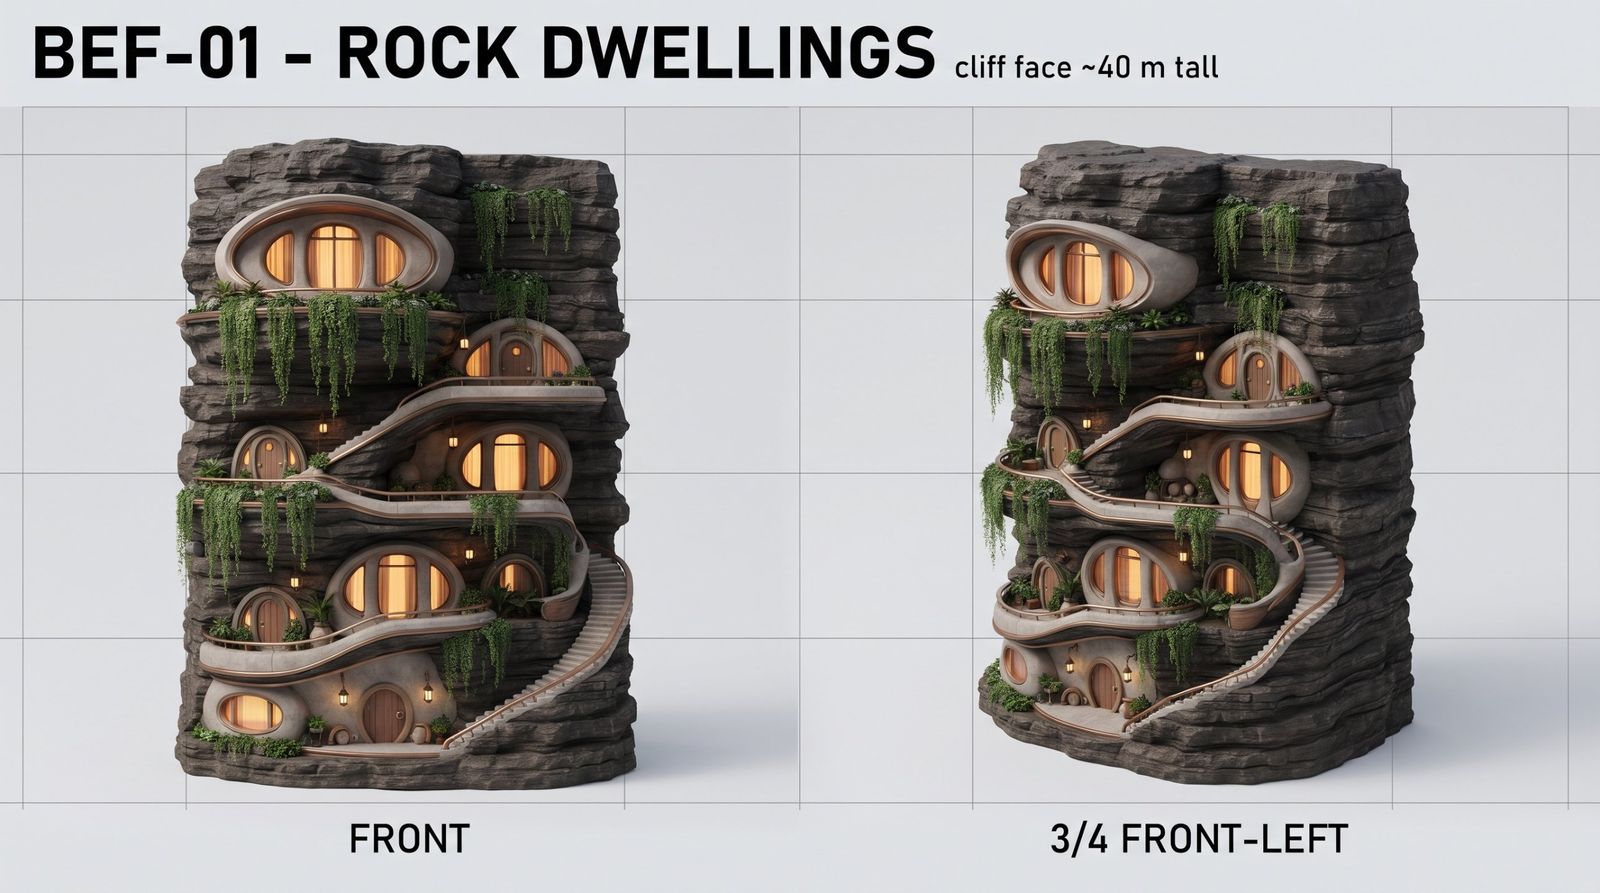 BEF-01 - ROCK DWELLINGS cliff face ~40 m tall
FRONT
3/4 FRONT-LEFT